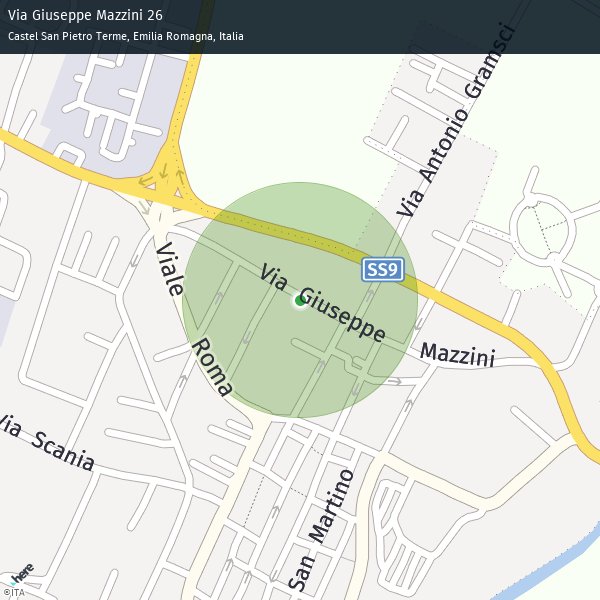 Via Giuseppe Mazzini 26
Castel San Pietro Terme, Emilia Romagna, Italia
Via Antonio Gramsci
SS9
Viale Roma
Via Giuseppe Mazzini
Via Scania
San Martino
here
©ITA